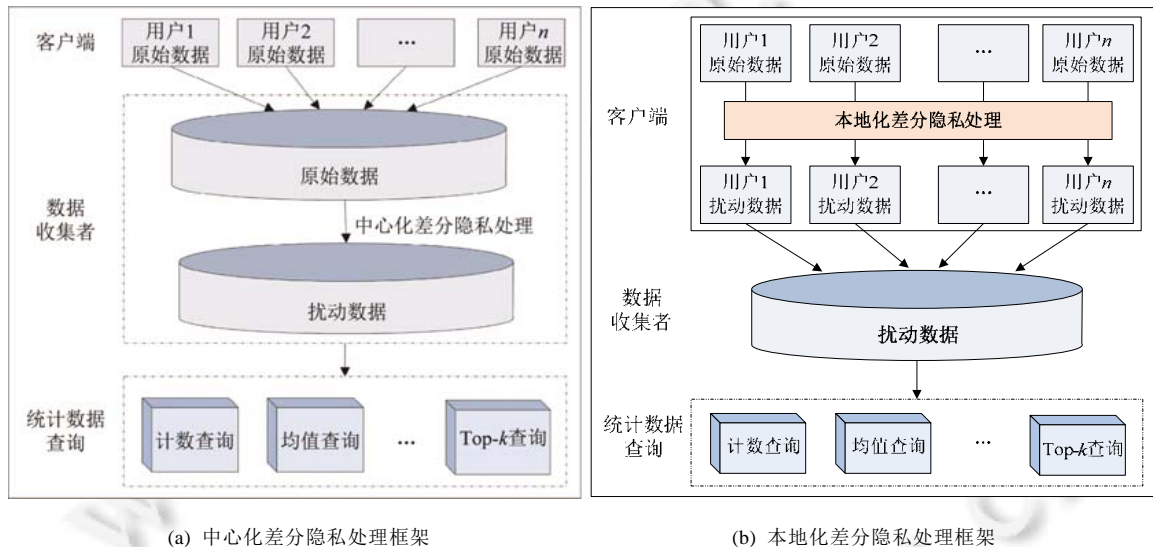 客户端
用户1
原始数据
用户2
原始数据
...
用户n
原始数据
数据
收集者
原始数据
中心化差分隐私处理
扰动数据
统计数据
查询
计数查询
均值查询
...
Top-k查询
(a) 中心化差分隐私处理框架
客户端
用户1
原始数据
用户2
原始数据
...
用户n
原始数据
本地化差分隐私处理
用户1
扰动数据
用户2
扰动数据
...
用户n
扰动数据
数据
收集者
扰动数据
统计数据
查询
计数查询
均值查询
...
Top-k查询
(b) 本地化差分隐私处理框架